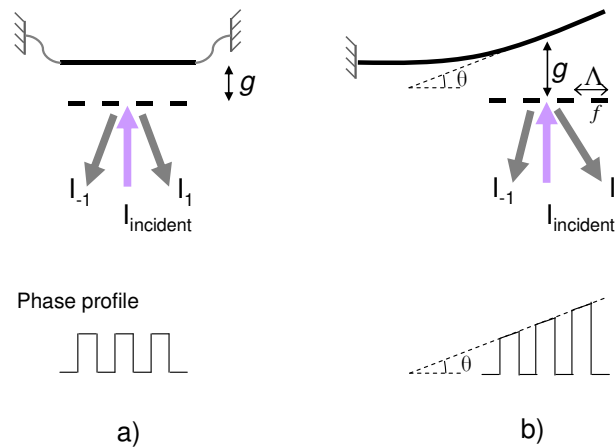 g
I-1
I1
Iincident
θ
g
Λ
f
I-1
I
Iincident
Phase profile
θ
a)
b)